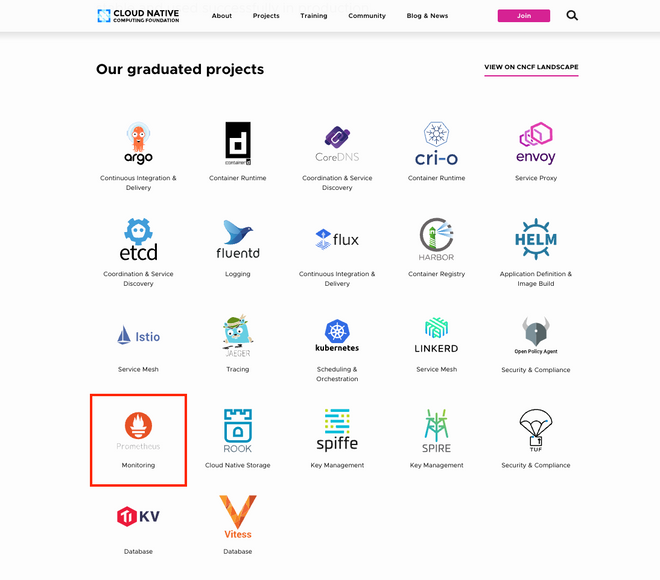 CLOUD NATIVE
COMPUTING FOUNDATION
About Projects Training Community Blog & News Join
Our graduated projects
VIEW ON CNCF LANDSCAPE
argo
d
containerd
CoreDNS
cri-o
envoy
Continuous Integration &
Delivery
Container Runtime
Coordination & Service
Discovery
Container Runtime
Service Proxy
etcd
fluentd
flux
HARBOR
HELM
Coordination & Service
Discovery
Logging
Continuous Integration &
Delivery
Container Registry
Application Definition &
Image Build
Istio
JAEGER
kubernetes
LINKERD
Open Policy Agent
Service Mesh
Tracing
Scheduling &
Orchestration
Service Mesh
Security & Compliance
Prometheus
ROOK
spiffe
SPIRE
TUF
Monitoring
Cloud Native Storage
Key Management
Key Management
Security & Compliance
Ti KV
Vitess
Database
Database